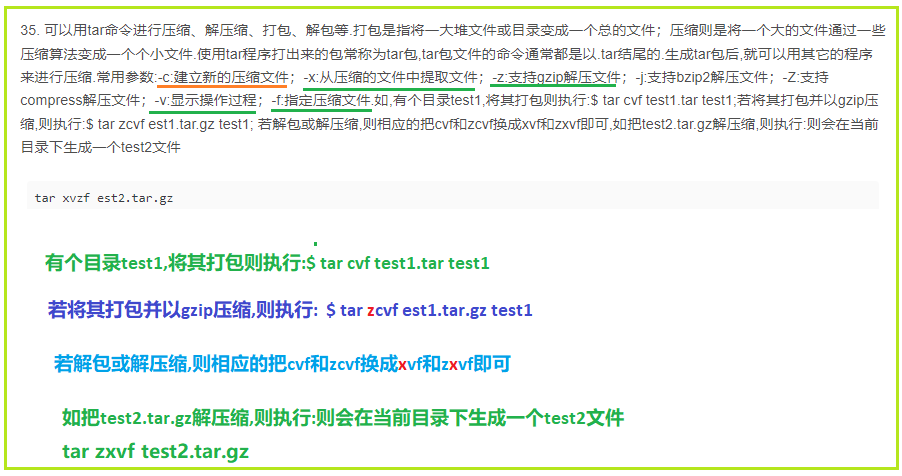 35. 可以用tar命令进行压缩、解压缩、打包、解包等.打包是指将一大堆文件或目录变成一个总的文件；压缩则是将一个大的文件通过一些
压缩算法变成一个个小文件.使用tar程序打出来的包常称为tar包,tar包文件的命令通常都是以.tar结尾的.生成tar包后,就可以用其它的程序
来进行压缩.常用参数:-c:建立新的压缩文件；-x:从压缩的文件中提取文件；-z:支持gzip解压文件；-j:支持bzip2解压文件；-Z:支持
compress解压文件；-v:显示操作过程；-f:指定压缩文件.如,有个目录test1,将其打包则执行:$ tar cvf test1.tar test1;若将其打包并以gzip压
缩,则执行:$ tar zcvf est1.tar.gz test1; 若解包或解压缩,则相应的把cvf和zcvf换成xvf和zxvf即可,如把test2.tar.gz解压缩,则执行:则会在当前
目录下生成一个test2文件
tar xvzf est2.tar.gz
有个目录test1,将其打包则执行:$ tar cvf test1.tar test1
若将其打包并以gzip压缩,则执行: $ tar zcvf est1.tar.gz test1
若解包或解压缩,则相应的把cvf和zcvf换成xvf和zxvf即可
如把test2.tar.gz解压缩,则执行:则会在当前目录下生成一个test2文件
tar zxvf test2.tar.gz